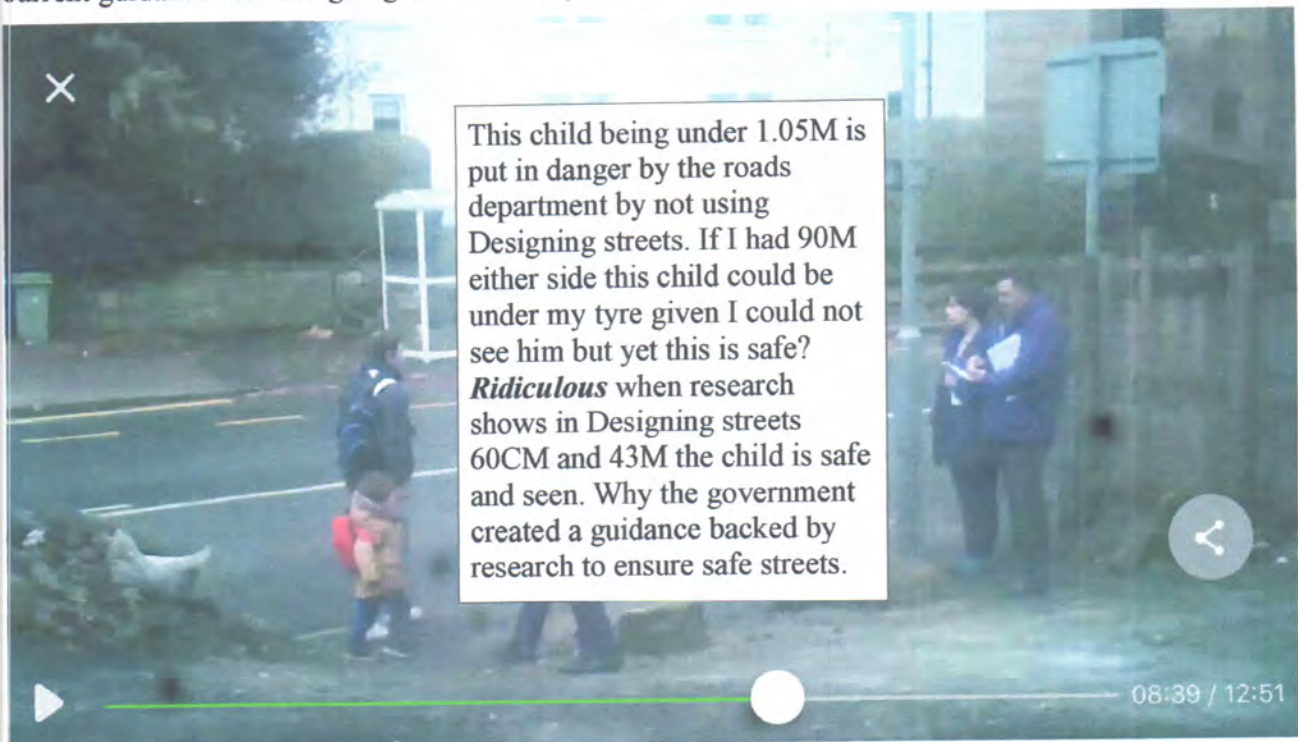 This child being under 1.05M is
put in danger by the roads
department by not using
Designing streets. If I had 90M
either side this child could be
under my tyre given I could not
see him but yet this is safe?
Ridiculous when research
shows in Designing streets
60CM and 43M the child is safe
and seen. Why the government
created a guidance backed by
research to ensure safe streets.
08:39 / 12:51